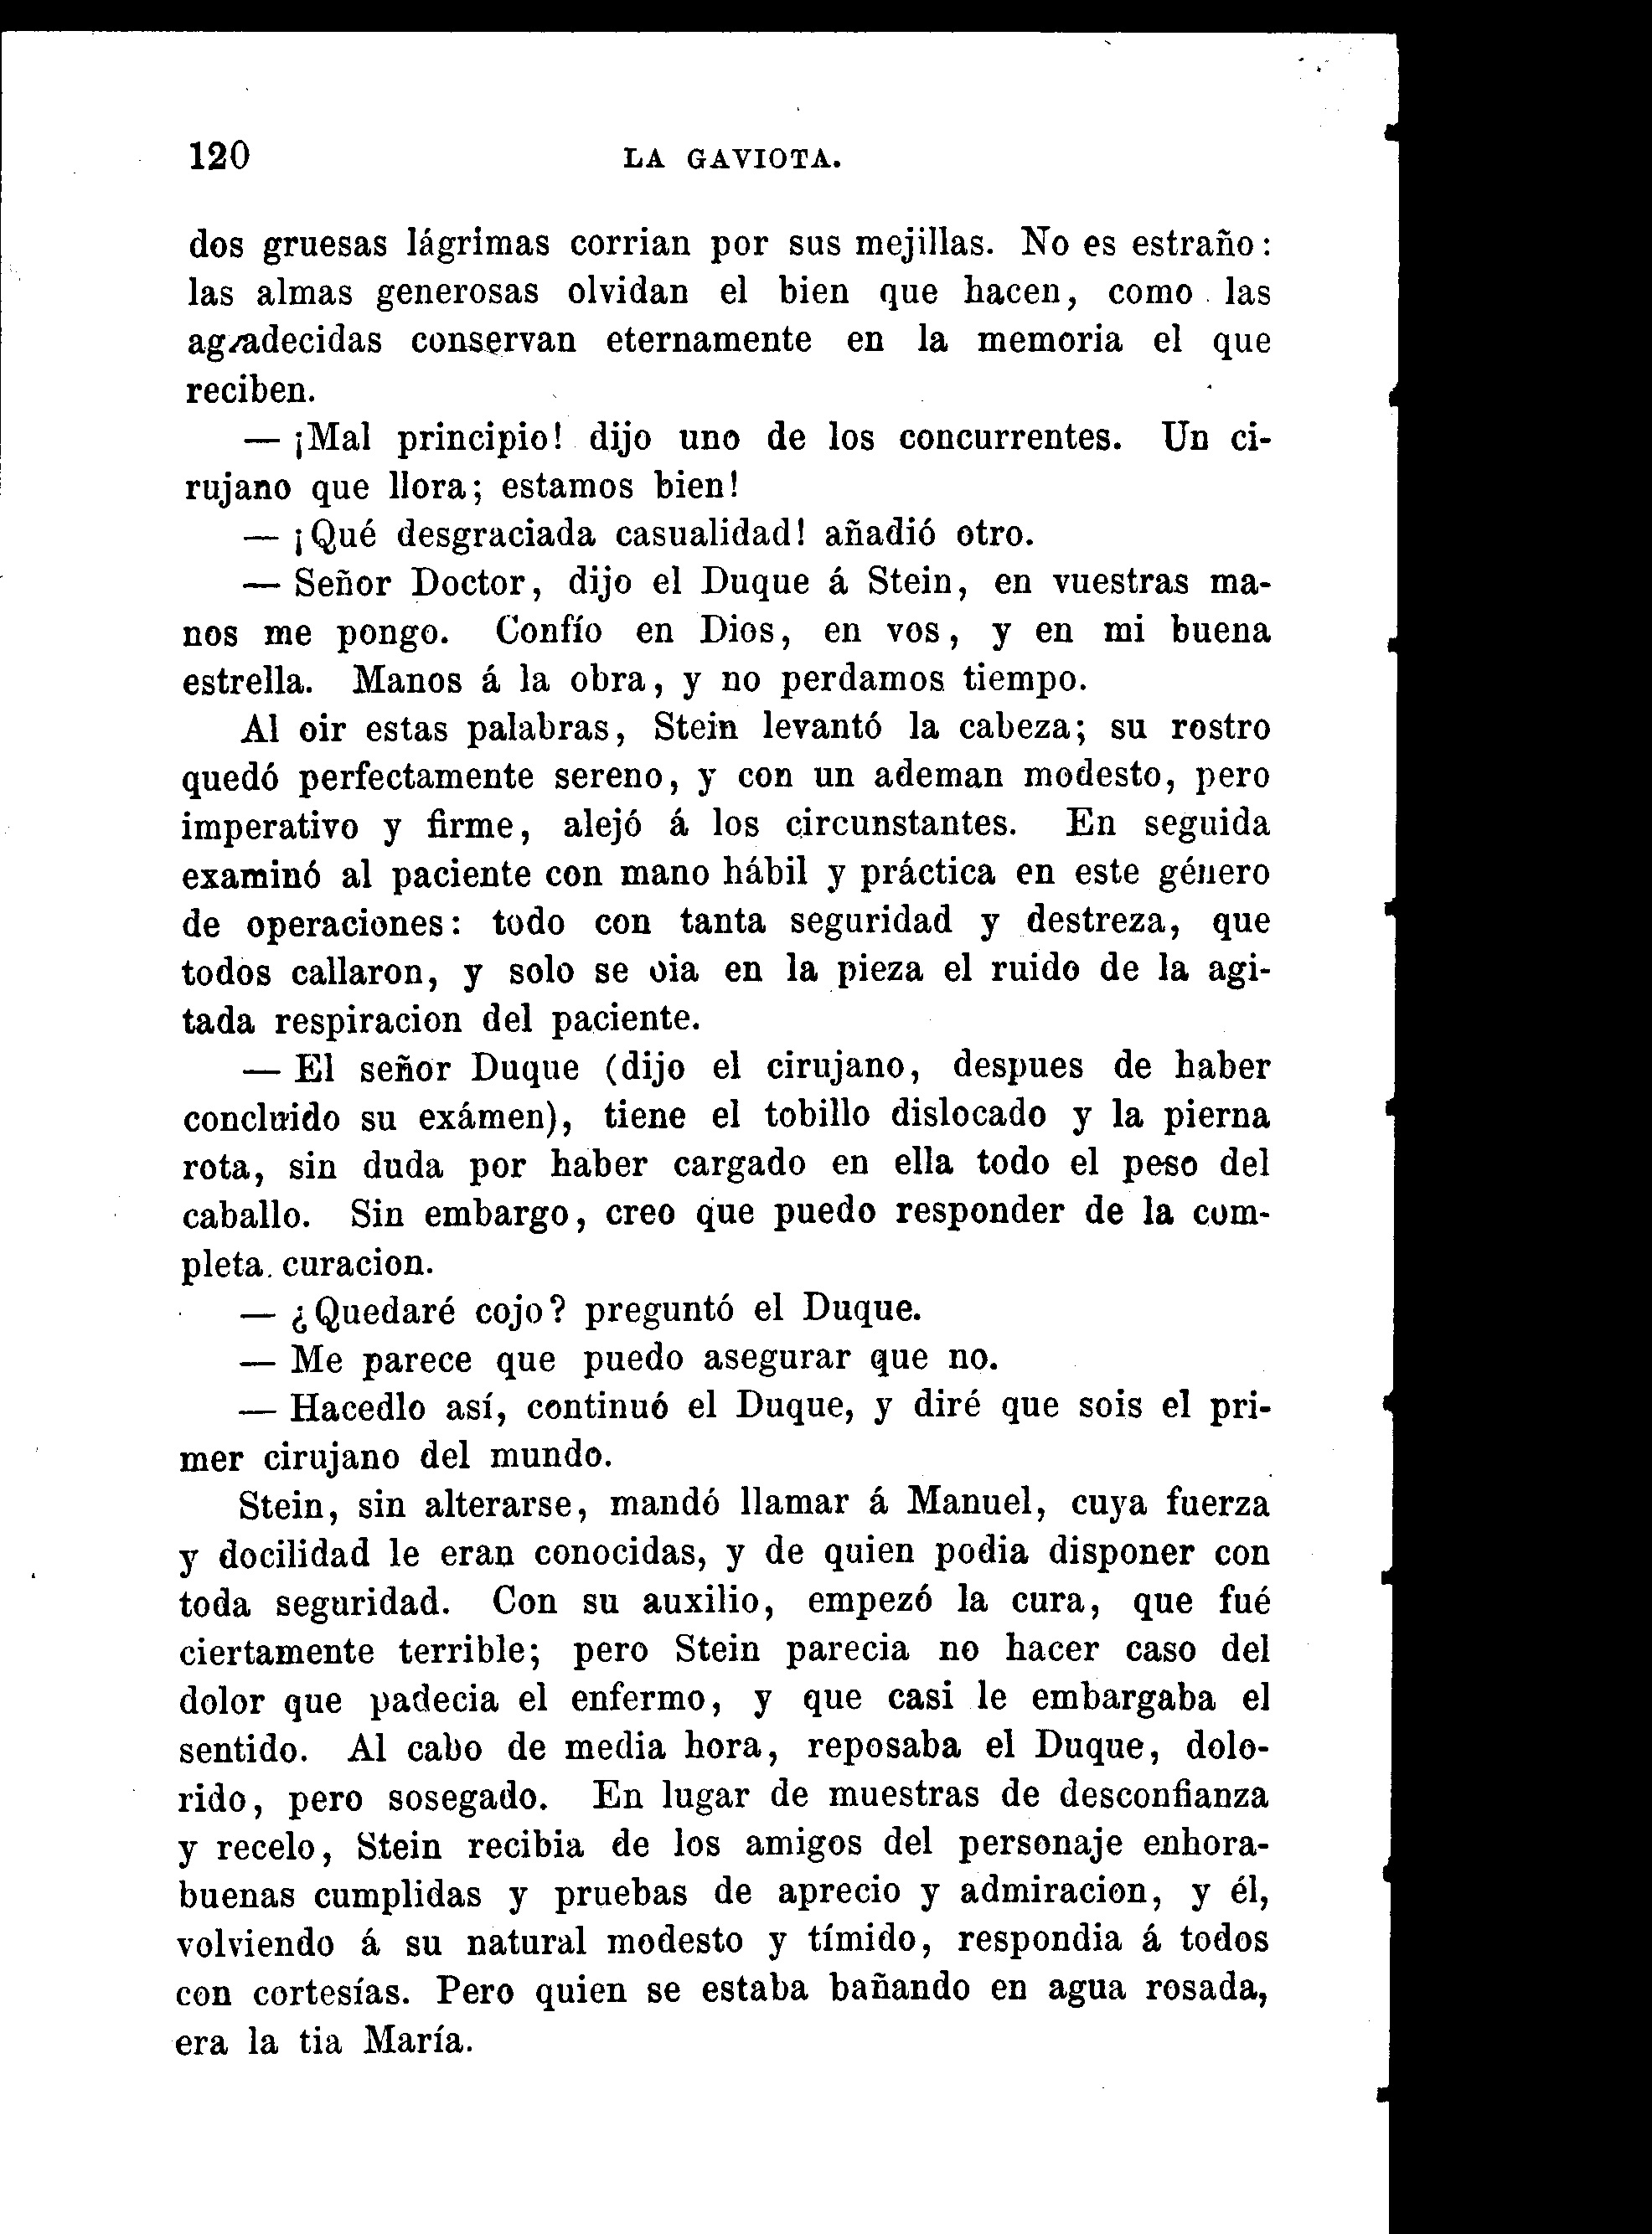 120 LA GAVIOTA.
dos gruesas lágrimas corrian por sus mejillas. No es estraño:
las almas generosas olvidan el bien que hacen, como las
agradecidas conservan eternamente en la memoria el que
reciben.
— ¡Mal principio! dijo uno de los concurrentes. Un ci-
rujano que llora; estamos bien!
— ¡Qué desgraciada casualidad! añadió otro.
— Señor Doctor, dijo el Duque á Stein, en vuestras ma-
nos me pongo. Confío en Dios, en vos, y en mi buena
estrella. Manos á la obra, y no perdamos tiempo.
Al oir estas palabras, Stein levantó la cabeza; su rostro
quedó perfectamente sereno, y con un ademan modesto, pero
imperativo y firme, alejó á los circunstantes. En seguida
examinó al paciente con mano hábil y práctica en este género
de operaciones: todo con tanta seguridad y destreza, que
todos callaron, y solo se oia en la pieza el ruido de la agi-
tada respiracion del paciente.
— El señor Duque (dijo el cirujano, despues de haber
concluido su exámen), tiene el tobillo dislocado y la pierna
rota, sin duda por haber cargado en ella todo el peso del
caballo. Sin embargo, creo que puedo responder de la com-
pleta curacion.
— ¿Quedaré cojo? preguntó el Duque.
— Me parece que puedo asegurar que no.
— Hacedlo así, continuó el Duque, y diré que sois el pri-
mer cirujano del mundo.
Stein, sin alterarse, mandó llamar á Manuel, cuya fuerza
y docilidad le eran conocidas, y de quien podia disponer con
toda seguridad. Con su auxilio, empezó la cura, que fué
ciertamente terrible; pero Stein parecia no hacer caso del
dolor que padecia el enfermo, y que casi le embargaba el
sentido. Al cabo de media hora, reposaba el Duque, dolo-
rido, pero sosegado. En lugar de muestras de desconfianza
y recelo, Stein recibia de los amigos del personaje enhora-
buenas cumplidas y pruebas de aprecio y admiracion, y él,
volviendo á su natural modesto y tímido, respondia á todos
con cortesías. Pero quien se estaba bañando en agua rosada,
era la tia María.